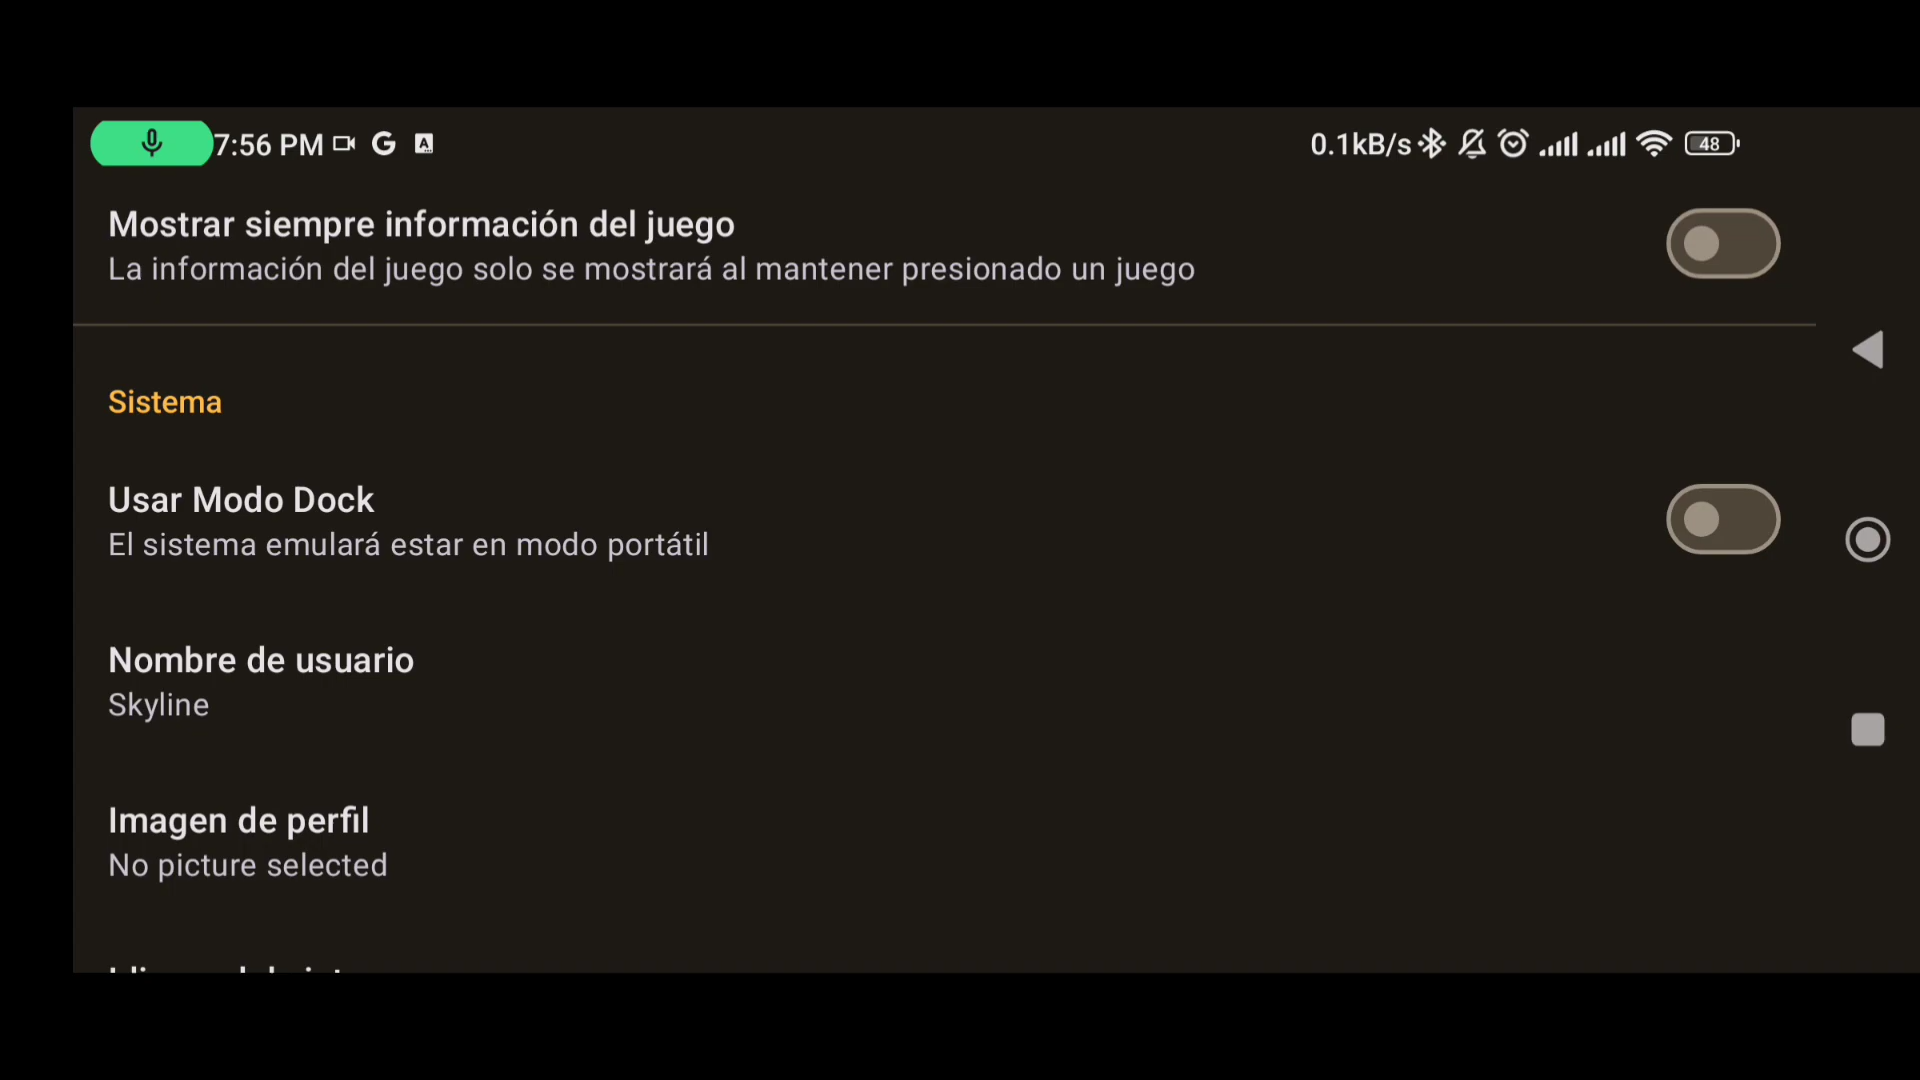 7:56 PM
0.1kB/s
48
Mostrar siempre información del juego
La información del juego solo se mostrará al mantener presionado un juego
Sistema
Usar Modo Dock
El sistema emulará estar en modo portátil
Nombre de usuario
Skyline
Imagen de perfil
No picture selected